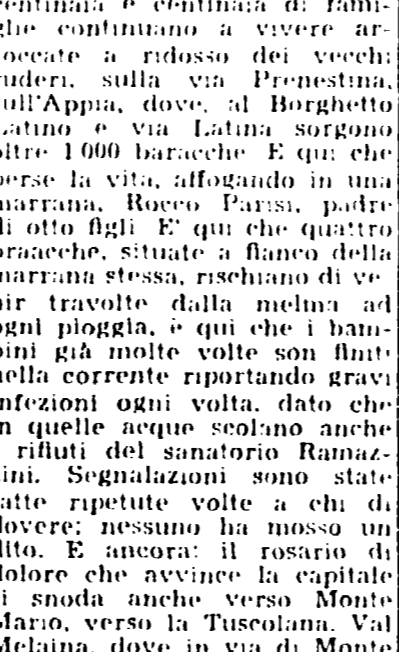 centinaia e centinaia di fami-
ghe continuano a vivere ar-
roccate a ridosso dei vecchi
ruderi, sulla via Prenestina,
sull'Appia, dove, al Borghetto
Latino e via Latina sorgono
oltre 1000 baracche E qui che
perse la vita, affogando in una
marrana, Rocco Parisi, padre
di otto figli E' qui che quattro
braacche, situate a fianco della
marrana stessa, rischiano di ve-
nir travolte dalla melma ad
ogni pioggia, è qui che i bam-
bini già molte volte son finiti
nella corrente riportando gravi
infezioni ogni volta, dato che
in quelle acque scolano anche
i rifiuti del sanatorio Ramaz-
zini. Segnalazioni sono state
fatte ripetute volte a chi di
dovere; nessuno ha mosso un
dito. E ancora: il rosario di
dolore che avvince la capitale
si snoda anche verso Monte
Mario, verso la Tuscolana. Val
Melaina, dove in via di Monte